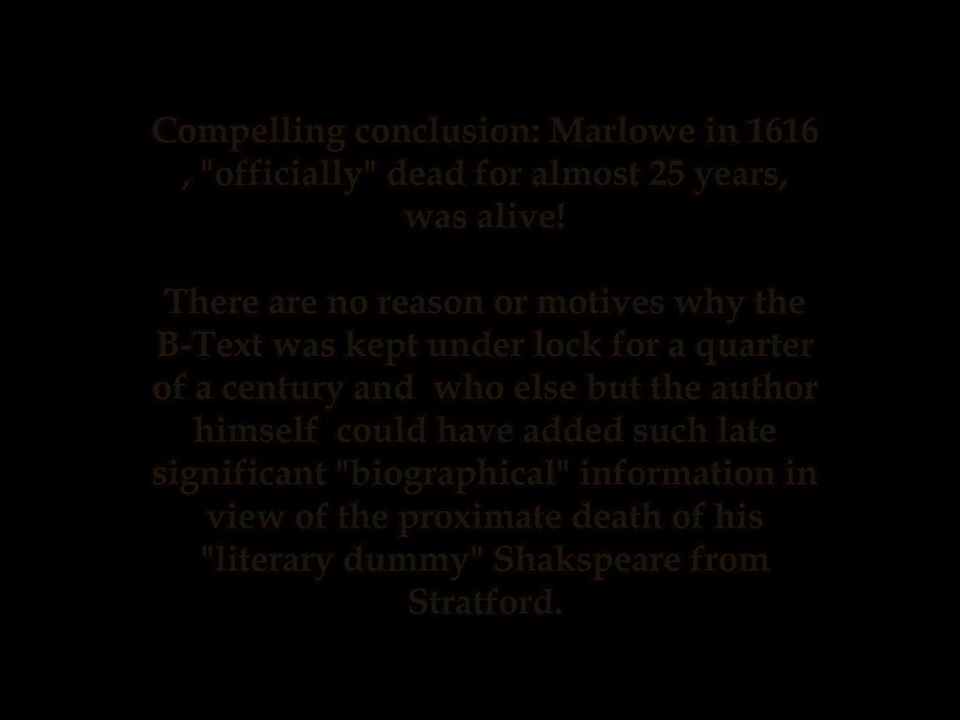 Compelling conclusion: Marlowe in 1616
, "officially" dead for almost 25 years,
was alive!
There are no reason or motives why the
B-Text was kept under lock for a quarter
of a century and who else but the author
himself could have added such late
significant "biographical" information in
view of the proximate death of his
"literary dummy" Shakspeare from
Stratford.